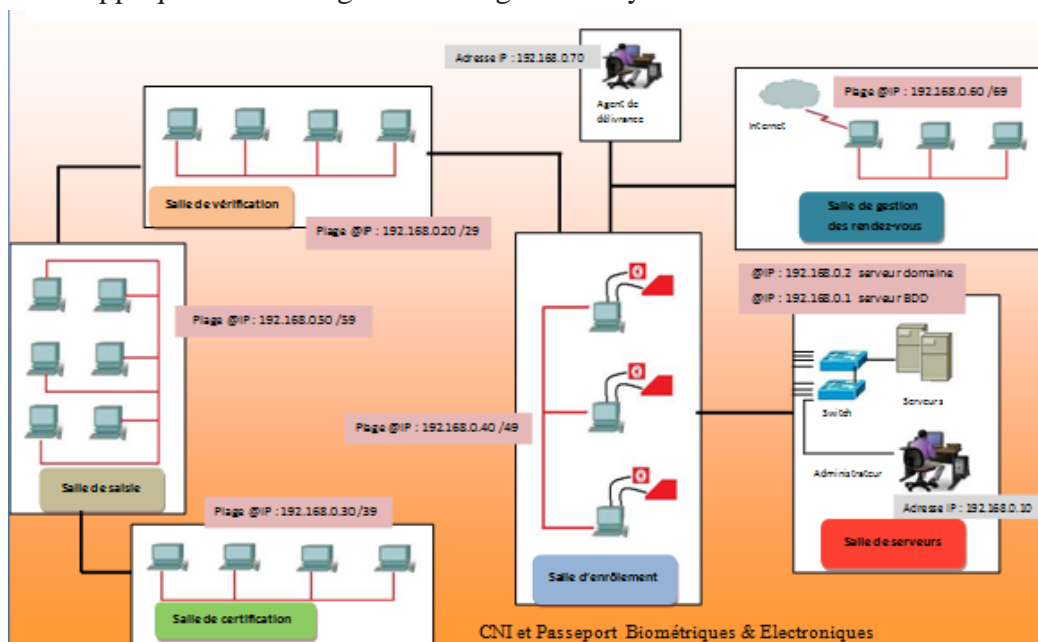 Adresse IP : 192.168.0.70
Agent de
délivrance
Plage @IP : 192.168.0.60 /69
Internet
Salle de gestion
des rendez-vous
Salle de vérification
Plage @IP : 192.168.0.20 /29
@IP : 192.168.0.2 serveur domaine
@IP : 192.168.0.1 serveur BDD
Plage @IP : 192.168.0.50 /59
Switch
Serveurs
Plage @IP : 192.168.0.40 /49
Administrateur
Salle de saisie
Adresse IP : 192.168.0.10
Plage @IP : 192.168.0.30 /39
Salle de serveurs
Salle d'enrôlement
Salle de certification
CNI et Passeport Biométriques & Electroniques